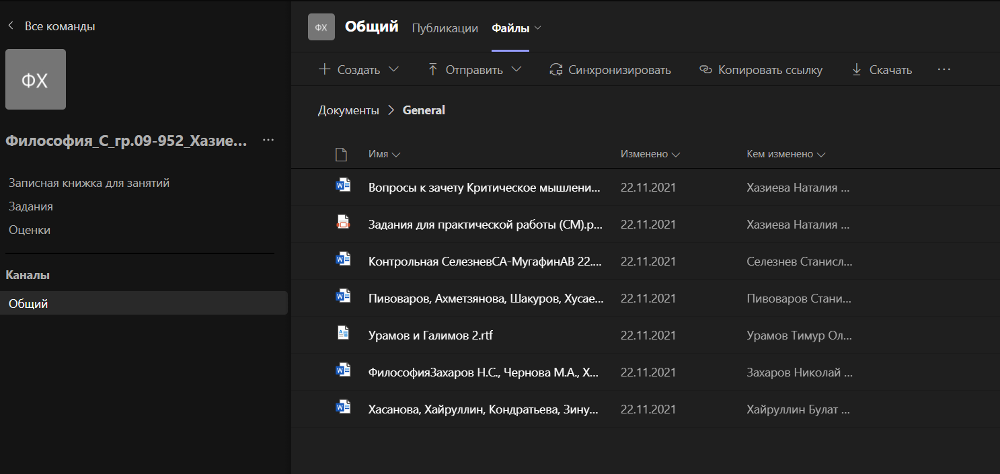 Все команды
ФХ
Философия_С_гр.09-952_Хазие...
Записная книжка для занятий
Задания
Оценки
Каналы
Общий
ФХ Общий Публикации Файлы
Создать Отправить Синхронизировать Копировать ссылку Скачать
Документы > General
Имя Изменено Кем изменено
Вопросы к зачету Критическое мышлени... 22.11.2021 Хазиева Наталия ...
Задания для практической работы (СМ).p... 22.11.2021 Хазиева Наталия ...
Контрольная СелезневСА-МугафинАВ 22.... 22.11.2021 Селезнев Станисл...
Пивоваров, Ахметзянова, Шакуров, Хусае... 22.11.2021 Пивоваров Стани...
Урамов и Галимов 2.rtf 22.11.2021 Урамов Тимур Ол...
ФилософияЗахаров Н.С., Чернова М.А., Х... 22.11.2021 Захаров Николай ...
Хасанова, Хайруллин, Кондратьева, Зину... 22.11.2021 Хайруллин Булат ...